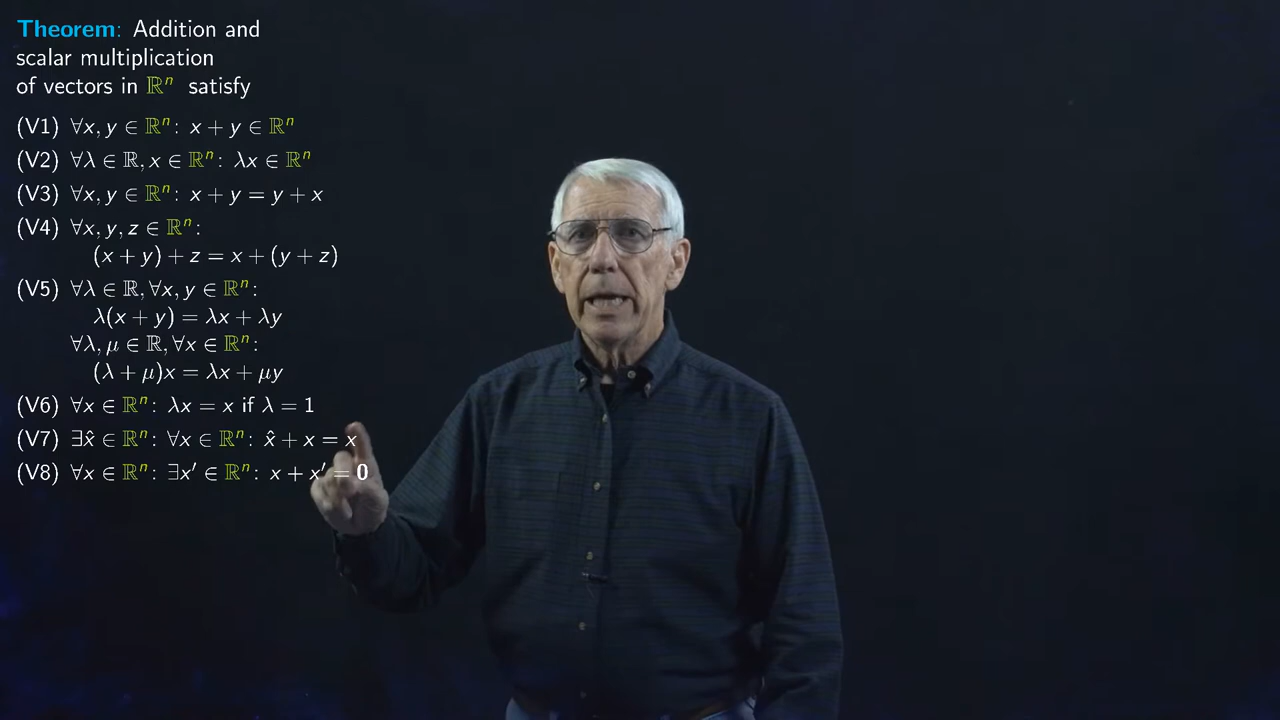 Theorem: Addition and
scalar multiplication
of vectors in ℝⁿ satisfy
(V1) ∀x, y ∈ ℝⁿ: x + y ∈ ℝⁿ
(V2) ∀λ ∈ ℝ, x ∈ ℝⁿ: λx ∈ ℝⁿ
(V3) ∀x, y ∈ ℝⁿ: x + y = y + x
(V4) ∀x, y, z ∈ ℝⁿ:
(x + y) + z = x + (y + z)
(V5) ∀λ ∈ ℝ, ∀x, y ∈ ℝⁿ:
λ(x + y) = λx + λy
∀λ, μ ∈ ℝ, ∀x ∈ ℝⁿ:
(λ + μ)x = λx + μy
(V6) ∀x ∈ ℝⁿ: λx = x if λ = 1
(V7) ∃x̂ ∈ ℝⁿ: ∀x ∈ ℝⁿ: x̂ + x = x
(V8) ∀x ∈ ℝⁿ: ∃x′ ∈ ℝⁿ: x + x′ = 0